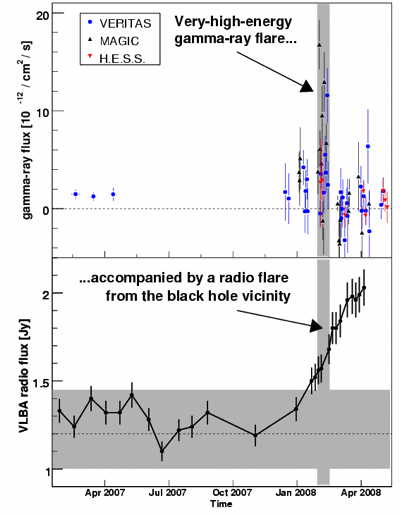 VERITAS
MAGIC
H.E.S.S.
Very-high-energy
gamma-ray flare...
gamma-ray flux [10 -12 / cm 2 / s]
20
10
0
...accompanied by a radio flare
from the black hole vicinity
VLBA radio flux [Jy]
2
1.5
1
Apr 2007
Jul 2007
Oct 2007
Jan 2008
Apr 2008
Time